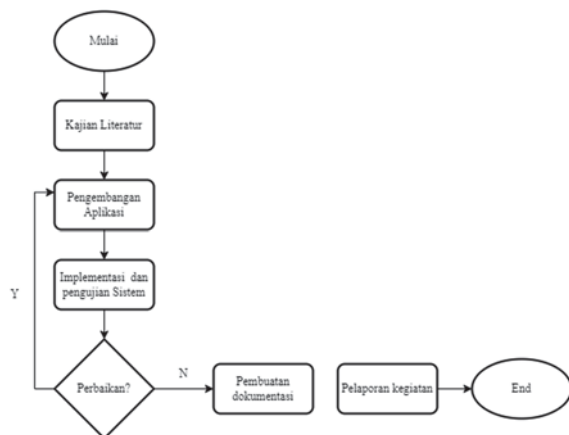 Mulai
Kajian Literatur
Pengembangan
Aplikasi
Implementasi dan
pengujian Sistem
Y
Perbaikan?
N
Pembuatan
dokumentasi
Pelaporan kegiatan
End